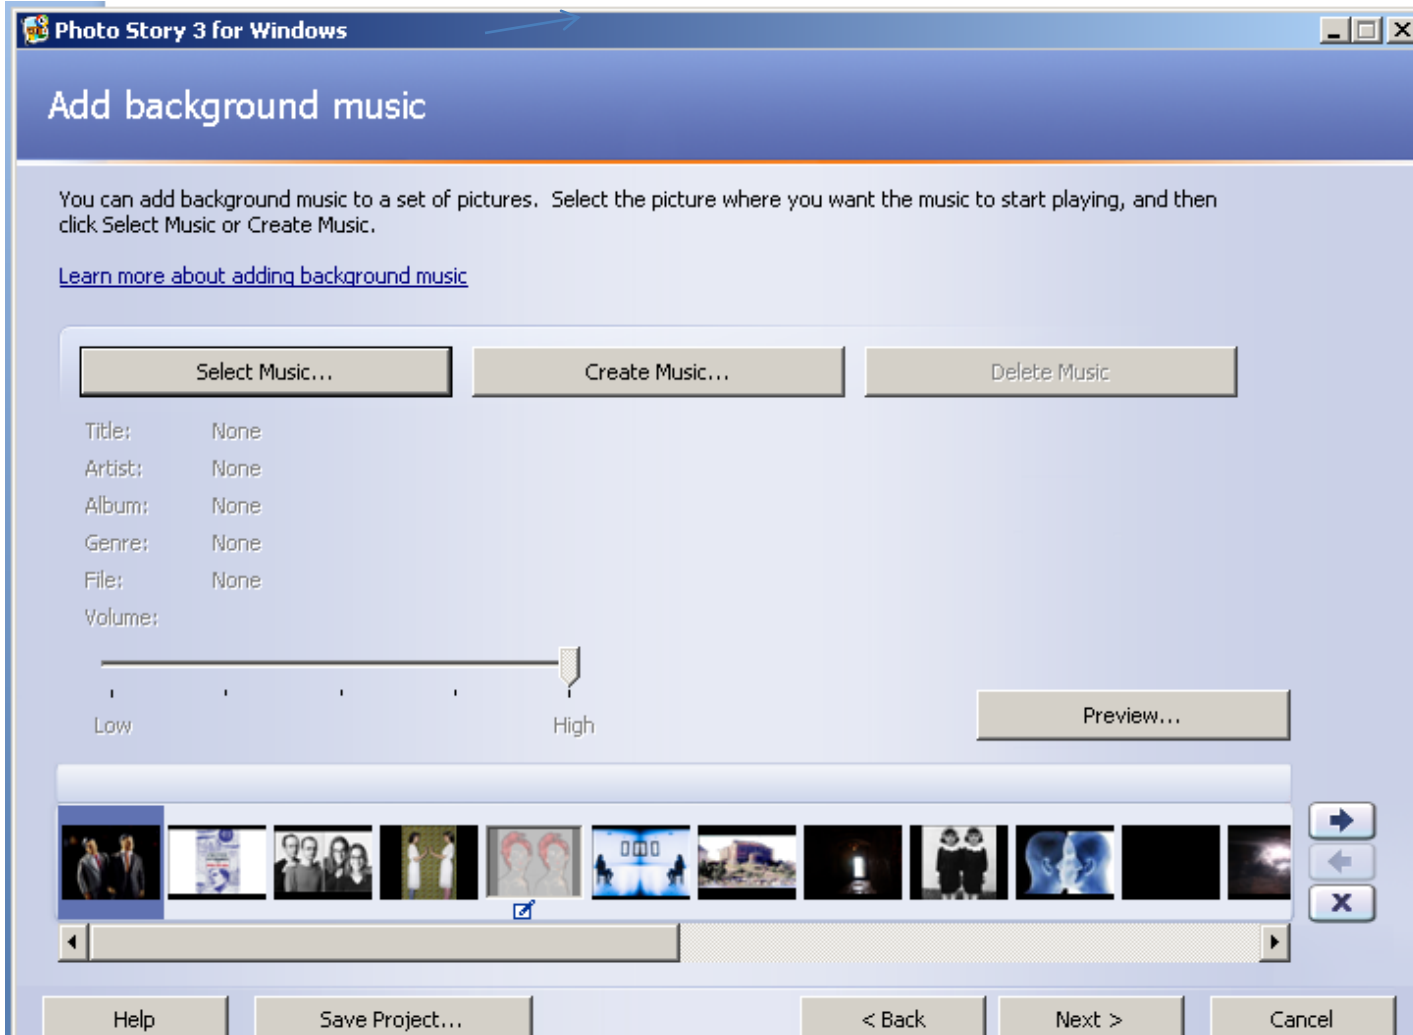 Photo Story 3 for Windows
Add background music
You can add background music to a set of pictures.  Select the picture where you want the music to start playing, and then
click Select Music or Create Music.
Learn more about adding background music
Select Music...
Create Music...
Delete Music
Title: None
Artist: None
Album: None
Genre: None
File: None
Volume:
Low
High
Preview...
Help
Save Project...
< Back
Next >
Cancel